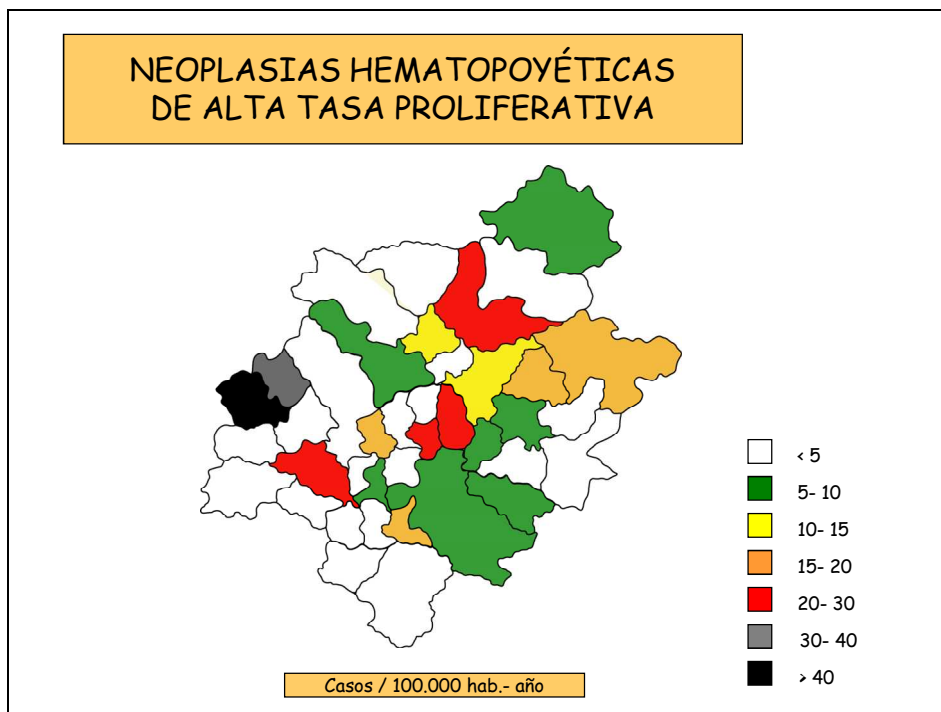 NEOPLASIAS HEMATOPOYÉTICAS
DE ALTA TASA PROLIFERATIVA
< 5
5- 10
10- 15
15- 20
20- 30
30- 40
> 40
Casos / 100.000 hab.- año